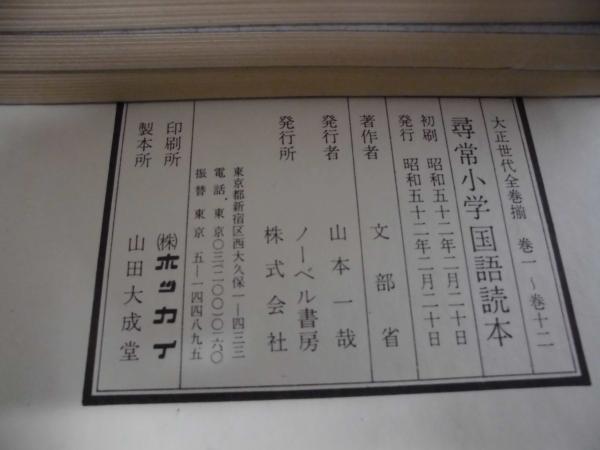 大正世代全巻揃 巻一〜巻十二
尋常小学国語読本
初刷 昭和五十二年二月二十日
発行 昭和五十二年二月二十日
著作者 文部省
発行者 山本一哉
発行所 ノーベル書房株式会社
東京都新宿区西大久保一—四三三
電話 東京〇三(二〇〇)〇一六〇
振替 東京 五—一四四八九五
印刷所 ㈱ホッカイ
製本所 山田大成堂